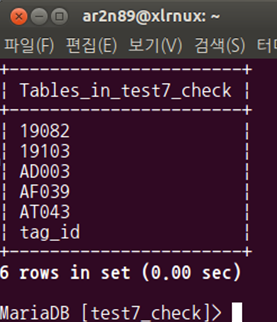 ar2n89@xlrnux: ~
파일(F) 편집(E) 보기(V) 검색(S) 터미
+------------------------+
| Tables_in_test7_check |
+------------------------+
| 19082
| 19103
| AD003
| AF039
| AT043
| tag_id
+------------------------+
6 rows in set (0.00 sec)
MariaDB [test7_check]>